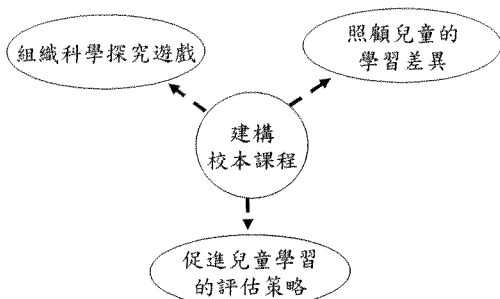 組織科學探究遊戲
照顧兒童的
學習差異
建構
校本課程
促進兒童學習
的評估策略